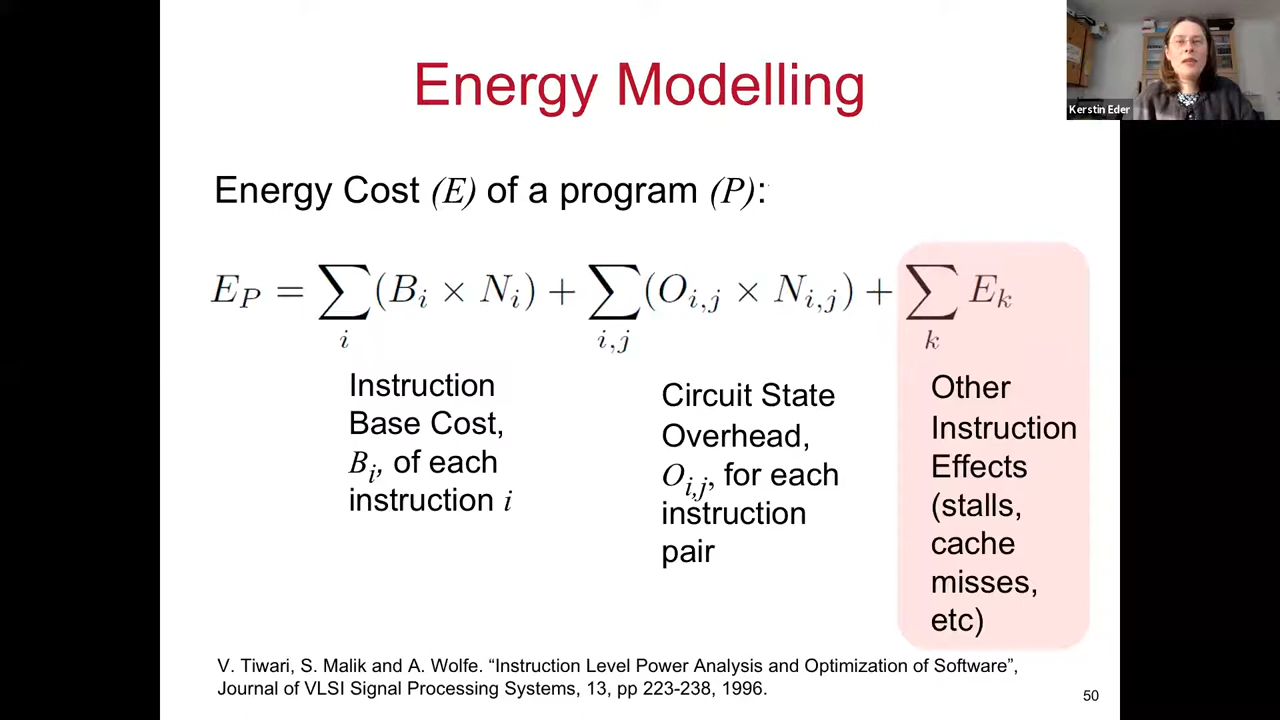 Energy Modelling
Kerstin Eder
Energy Cost (E) of a program (P):
E_P = ∑_i (B_i × N_i) + ∑_{i,j} (O_{i,j} × N_{i,j}) + ∑_k E_k
Instruction
Base Cost,
B_i, of each
instruction i
Circuit State
Overhead,
O_{i,j}, for each
instruction
pair
Other
Instruction
Effects
(stalls,
cache
misses,
etc)
V. Tiwari, S. Malik and A. Wolfe. “Instruction Level Power Analysis and Optimization of Software”,
Journal of VLSI Signal Processing Systems, 13, pp 223-238, 1996.
50